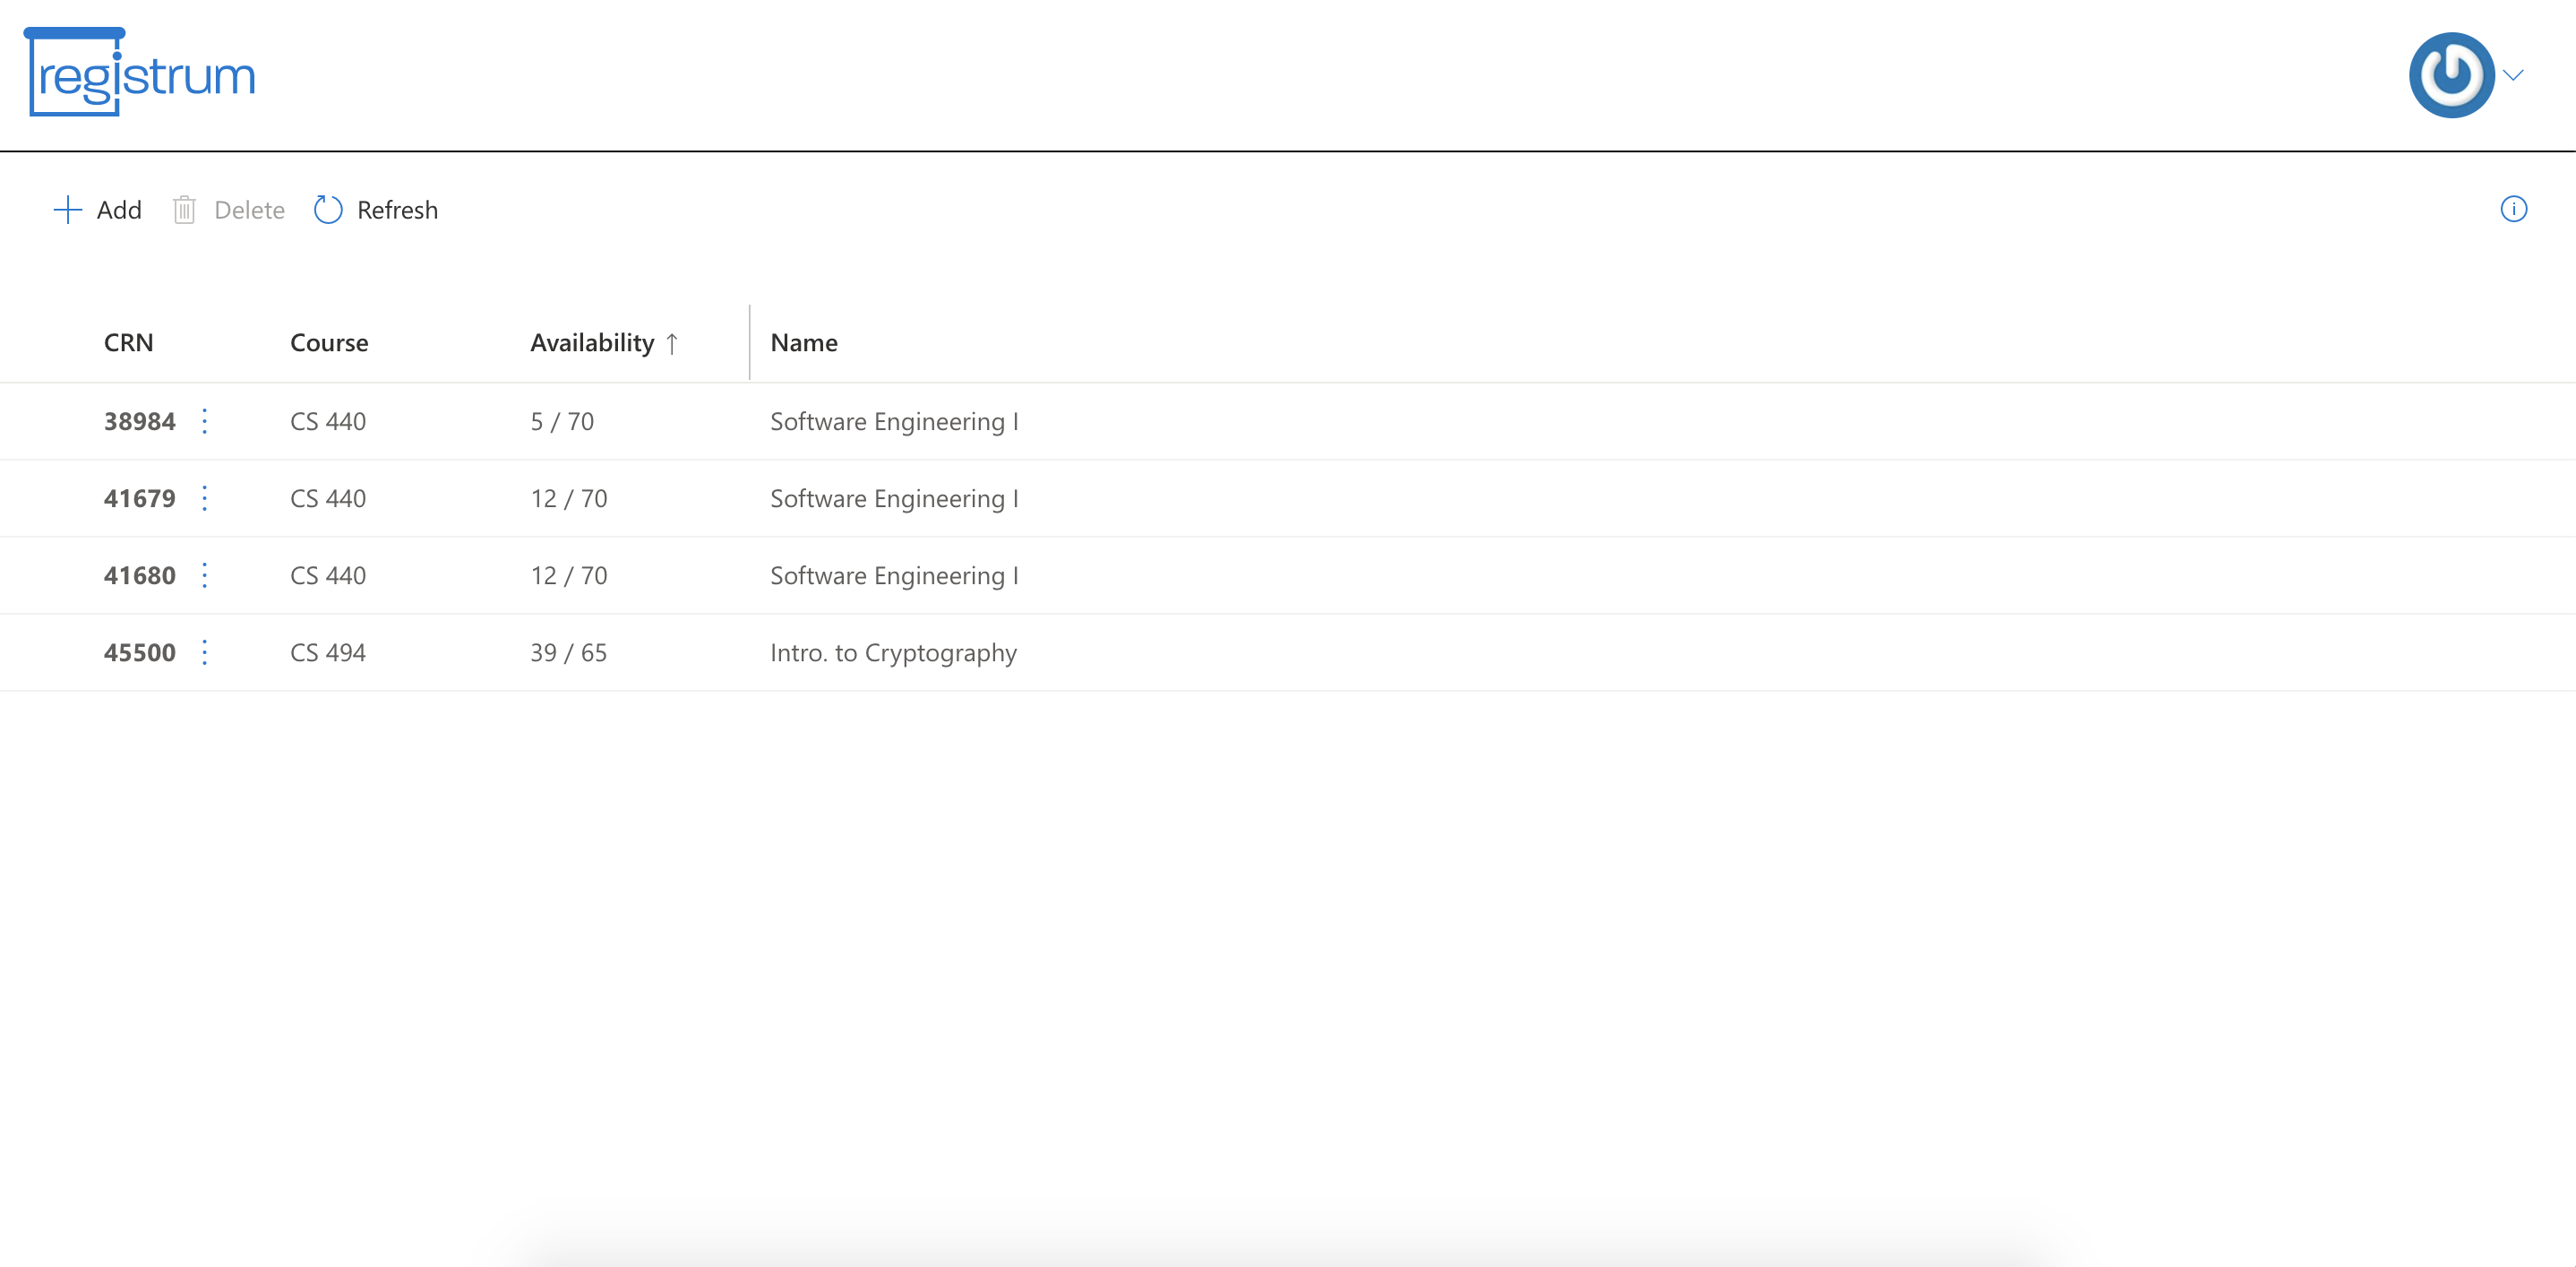 registrum
Add Delete Refresh
CRN Course Availability ↑ Name
38984 CS 440 5 / 70 Software Engineering I
41679 CS 440 12 / 70 Software Engineering I
41680 CS 440 12 / 70 Software Engineering I
45500 CS 494 39 / 65 Intro. to Cryptography